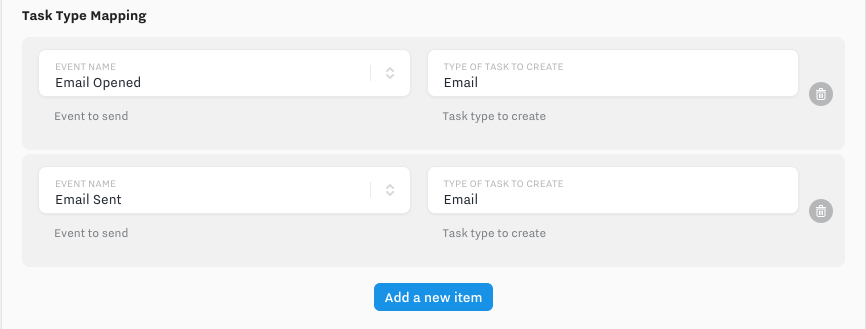 Task Type Mapping
EVENT NAME
Email Opened
Event to send
TYPE OF TASK TO CREATE
Email
Task type to create
EVENT NAME
Email Sent
Event to send
TYPE OF TASK TO CREATE
Email
Task type to create
Add a new item